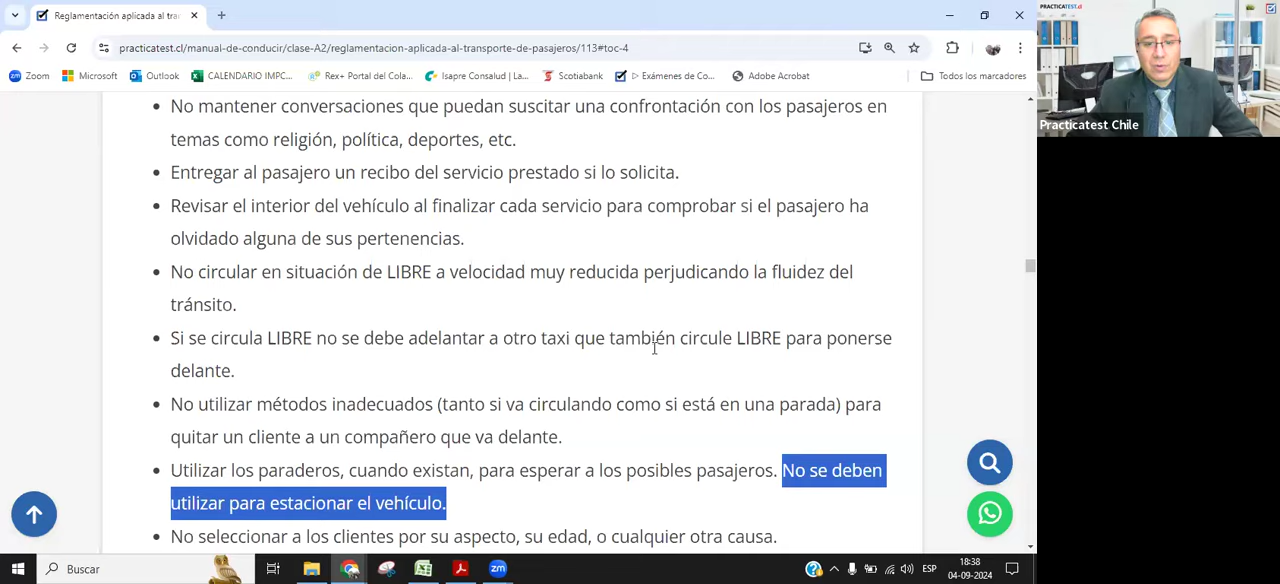 Reglamentación aplicada al tra
practicatest.cl/manual-de-conducir/clase-A2/reglamentacion-aplicada-al-transporte-de-pasajeros/113#toc-4
Zoom
Microsoft
Outlook
CALENDARIO IMPC...
Rex+ Portal del Cola...
Isapre Consalud | La...
Scotiabank
▷ Exámenes de Co...
Adobe Acrobat
Todos los marcadores
PRACTICATEST.cl
Practicatest Chile
• No mantener conversaciones que puedan suscitar una confrontación con los pasajeros en
temas como religión, política, deportes, etc.
• Entregar al pasajero un recibo del servicio prestado si lo solicita.
• Revisar el interior del vehículo al finalizar cada servicio para comprobar si el pasajero ha
olvidado alguna de sus pertenencias.
• No circular en situación de LIBRE a velocidad muy reducida perjudicando la fluidez del
tránsito.
• Si se circula LIBRE no se debe adelantar a otro taxi que también circule LIBRE para ponerse
delante.
• No utilizar métodos inadecuados (tanto si va circulando como si está en una parada) para
quitar un cliente a un compañero que va delante.
• Utilizar los paraderos, cuando existan, para esperar a los posibles pasajeros. No se deben
utilizar para estacionar el vehículo.
• No seleccionar a los clientes por su aspecto, su edad, o cualquier otra causa.
Buscar
zm
ESP
18:38
04-09-2024